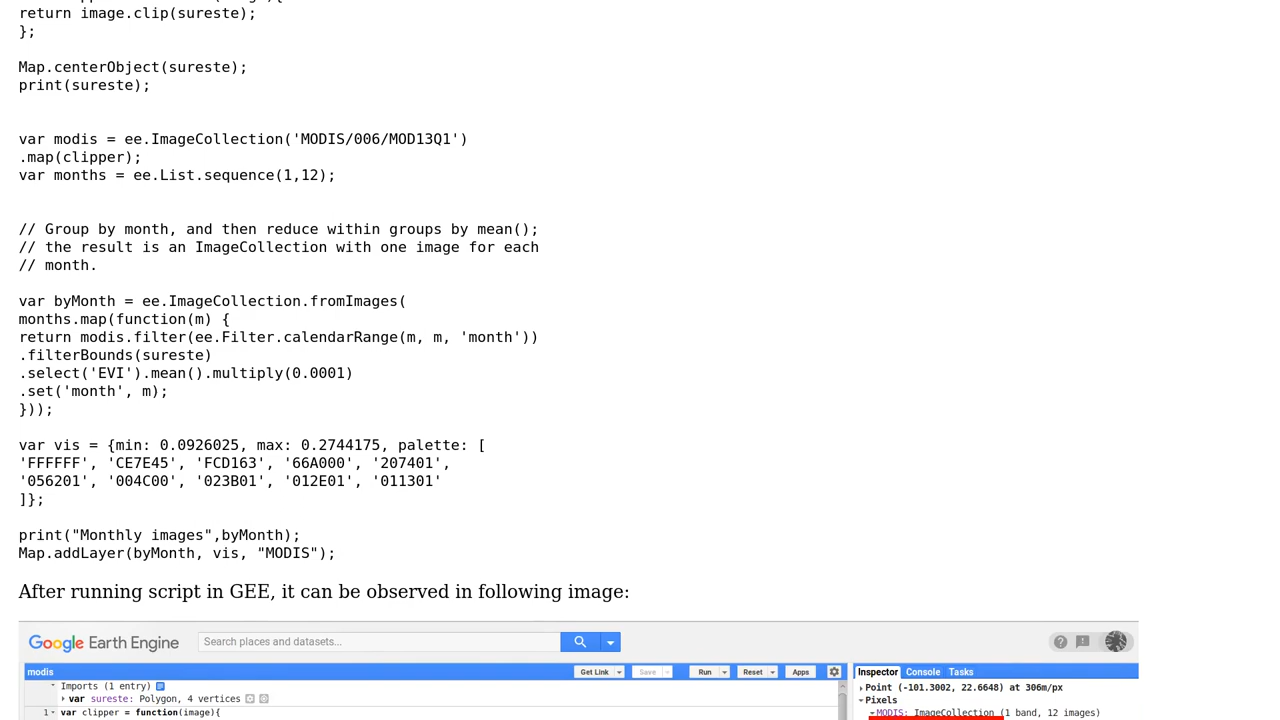 return image.clip(sureste);
};
Map.centerObject(sureste);
print(sureste);
var modis = ee.ImageCollection('MODIS/006/MOD13Q1')
.map(clipper);
var months = ee.List.sequence(1,12);
// Group by month, and then reduce within groups by mean();
// the result is an ImageCollection with one image for each
// month.
var byMonth = ee.ImageCollection.fromImages(
months.map(function(m) {
return modis.filter(ee.Filter.calendarRange(m, m, 'month'))
.filterBounds(sureste)
.select('EVI').mean().multiply(0.0001)
.set('month', m);
}));
var vis = {min: 0.0926025, max: 0.2744175, palette: [
'FFFFFF', 'CE7E45', 'FCD163', '66A000', '207401',
'056201', '004C00', '023B01', '012E01', '011301'
]};
print("Monthly images",byMonth);
Map.addLayer(byMonth, vis, "MODIS");
After running script in GEE, it can be observed in following image:
Google Earth Engine Search places and datasets...
modis Get Link Save Run Reset Apps Inspector Console Tasks
Imports (1 entry)
var sureste: Polygon, 4 vertices
1 var clipper = function(image){
Point (-101.3002, 22.6648) at 306m/px
Pixels
MODIS: ImageCollection (1 band, 12 images)